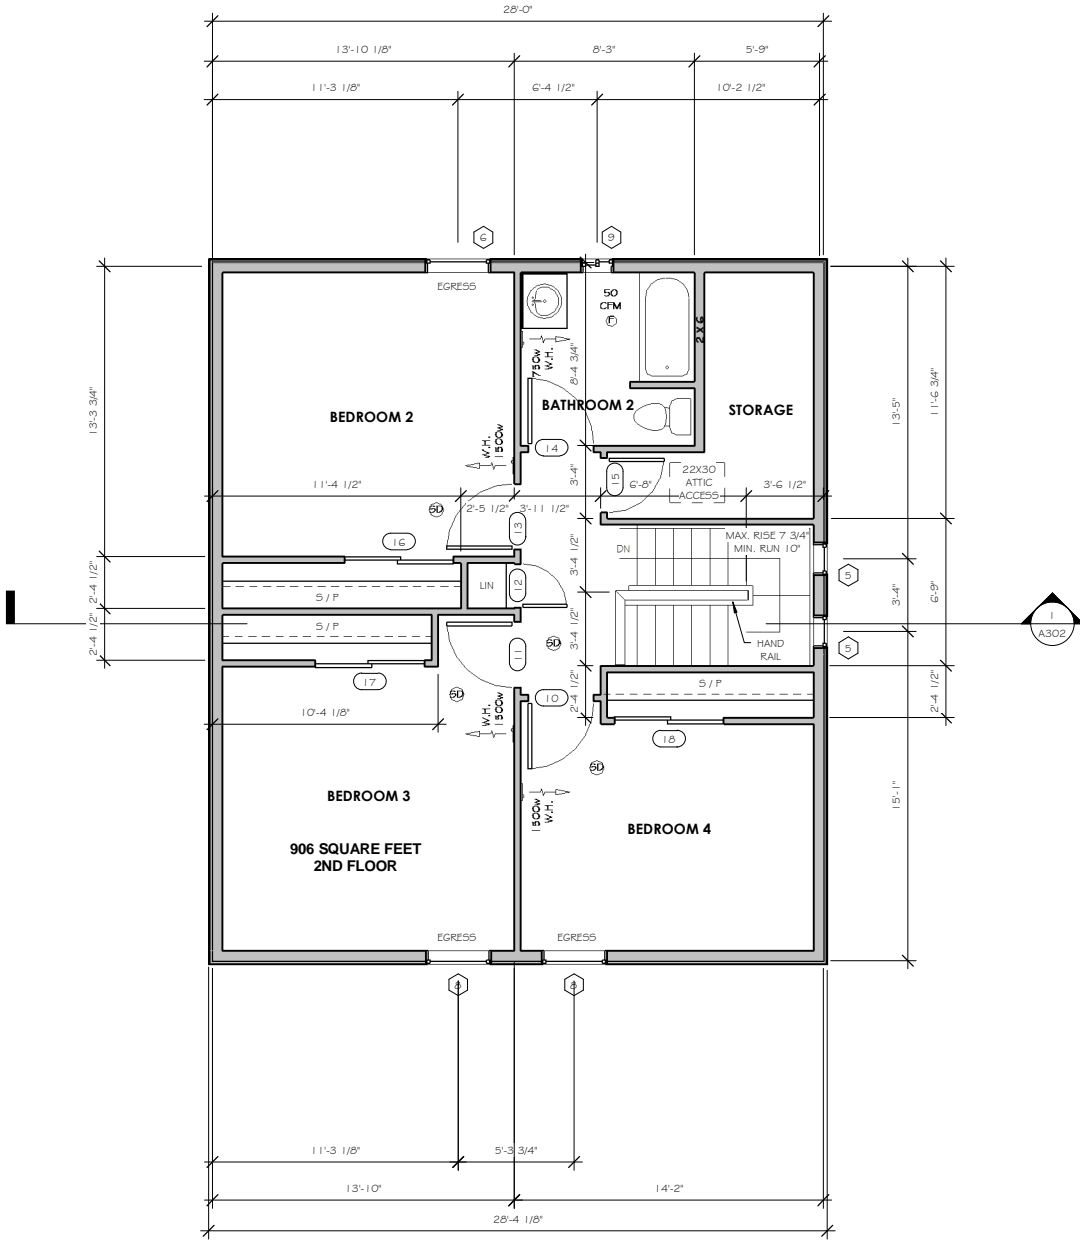 28'-0"
13'-10 1/8"
8'-3"
5'-9"
11'-3 1/8"
6'-4 1/2"
10'-2 1/2"
6
9
EGRESS
50
CFM
F
2X6
750w
W.H.
8'-4 3/4"
13'-3 3/4"
13'-5"
11'-6 3/4"
BEDROOM 2
BATHROOM 2
STORAGE
W.H.
1500w
14
3'-4"
15
22X30
ATTIC
ACCESS
11'-4 1/2"
6'-8"
3'-6 1/2"
SD
2'-5 1/2"
3'-11 1/2"
13
16
MAX. RISE 7 3/4"
MIN. RUN 10"
DN
3'-4 1/2"
2'-4 1/2"
S / P
LIN
12
5
3'-4"
6'-9"
2'-4 1/2"
S / P
11
3'-4 1/2"
SD
HAND
RAIL
5
1
A302
17
SD
10
2'-4 1/2"
S / P
2'-4 1/2"
10'-4 1/8"
W.H.
1500w
18
SD
BEDROOM 3
1500w
W.H.
15'-1"
BEDROOM 4
906 SQUARE FEET
2ND FLOOR
EGRESS
EGRESS
8
8
11'-3 1/8"
5'-3 3/4"
13'-10"
14'-2"
28'-4 1/8"